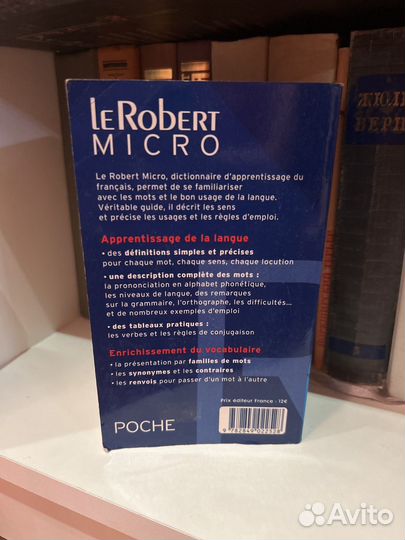 LeRobert
MICRO
Le Robert Micro, dictionnaire d'apprentissage du
français, permet de se familiariser
avec les mots et le bon usage de la langue.
Véritable guide, il décrit les sens
et précise les usages et les règles d'emploi.
Apprentissage de la langue
• des définitions simples et précises
pour chaque mot, chaque sens, chaque locution
• une description complète des mots :
la prononciation en alphabet phonétique,
les niveaux de langue, des remarques
sur la grammaire, l'orthographe, les difficultés...
et de nombreux exemples d'emploi
• des tableaux pratiques :
les verbes et les règles de conjugaison
Enrichissement du vocabulaire
• la présentation par familles de mots
• les synonymes et les contraires
• les renvois pour passer d'un mot à l'autre
Prix éditeur France - 12€
POCHE
9 782849 022528
ЖЮЛЬ
ВЕРН
Avito